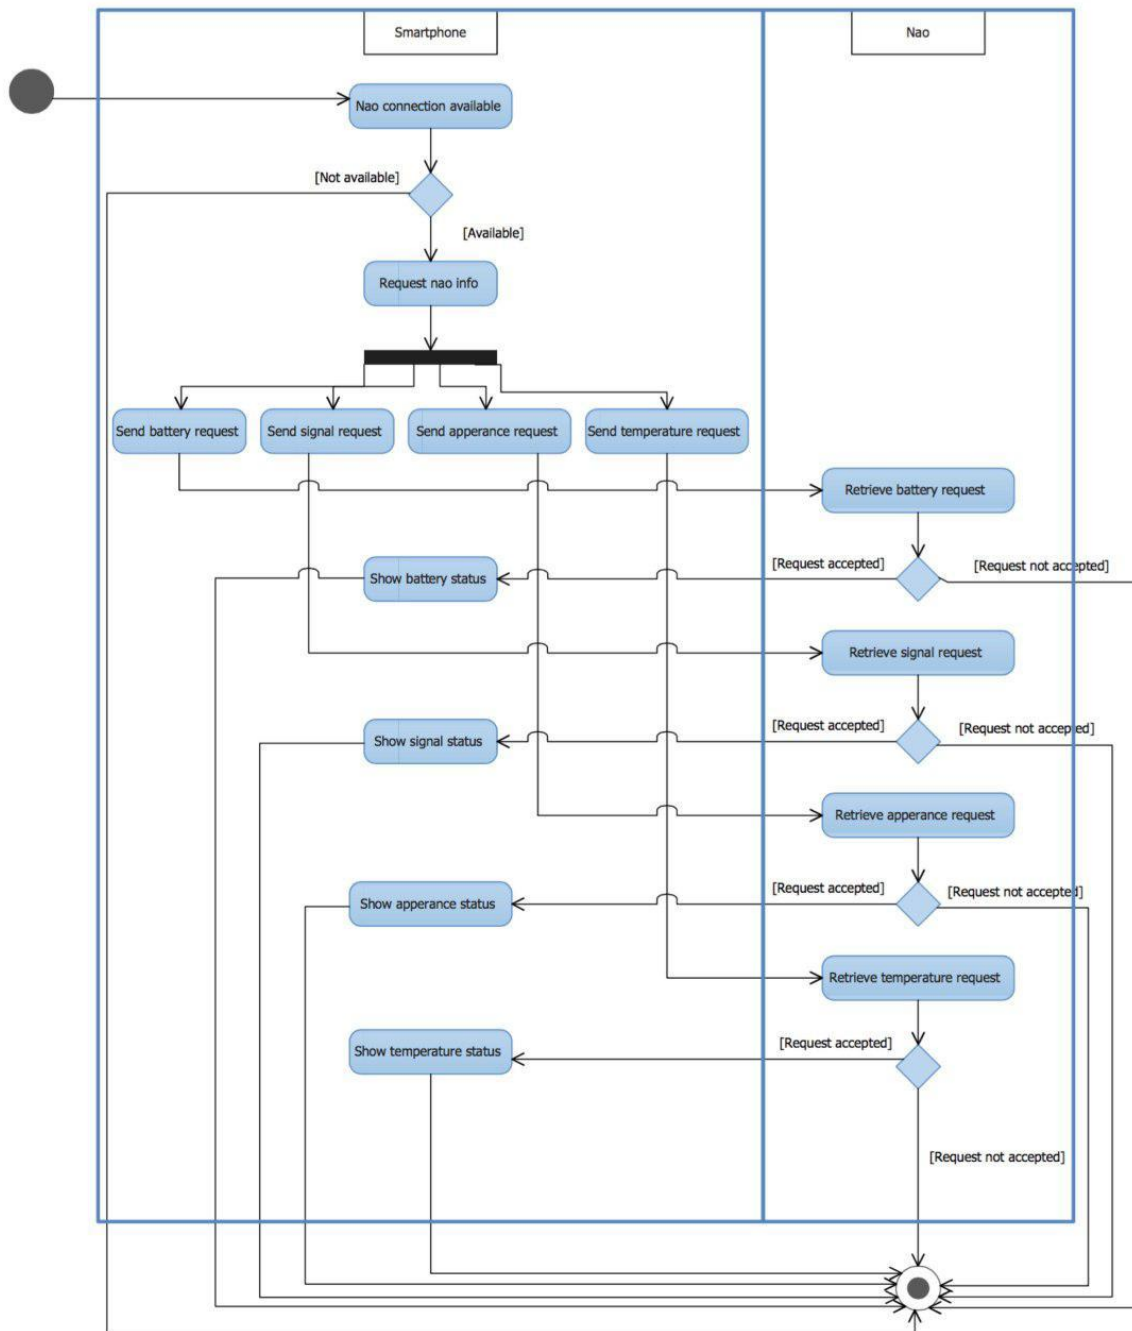 Smartphone
Nao
Nao connection available
[Not available]
[Available]
Request nao info
Send battery request
Send signal request
Send apperance request
Send temperature request
Retrieve battery request
[Request accepted]
[Request not accepted]
Show battery status
Retrieve signal request
[Request accepted]
[Request not accepted]
Show signal status
Retrieve apperance request
[Request accepted]
[Request not accepted]
Show apperance status
Retrieve temperature request
[Request accepted]
Show temperature status
[Request not accepted]